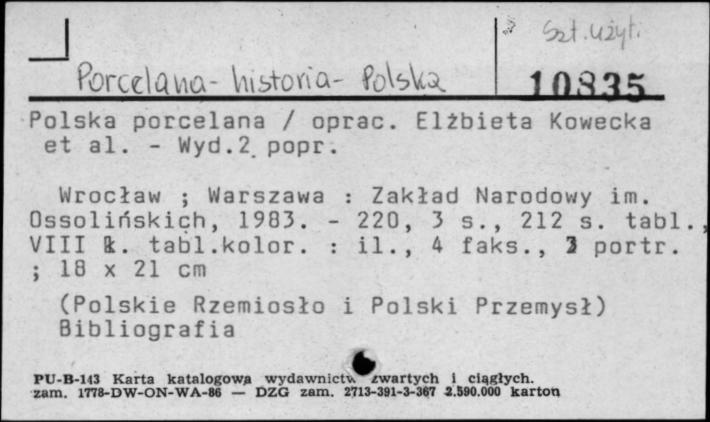 Szt. użyt.
Porcelana - historia - Polska
10835
Polska porcelana / oprac. Elżbieta Kowecka
et al. - Wyd.2 popr.
Wrocław ; Warszawa : Zakład Narodowy im.
Ossolińskich, 1983. - 220, 3 s., 212 s. tabl.,
VIII k. tabl.kolor. : il., 4 faks., 3 portr.
; 18 x 21 cm
(Polskie Rzemiosło i Polski Przemysł)
Bibliografia
PU-B-143 Karta katalogowa wydawnictw zwartych i ciągłych.
zam. 1778-DW-ON-WA-86 — DZG zam. 2713-391-3-367 2.590.000 karton